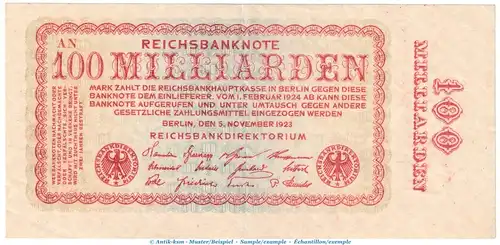 AN
REICHSBANKNOTE
100 MILLIARDEN
MARK ZAHLT DIE REICHSBANKHAUPTKASSE IN BERLIN GEGEN DIESE
BANKNOTE DEM EINLIEFERER. VOM 1. FEBRUAR 1924 AB KANN DIESE
BANKNOTE AUFGERUFEN UND UNTER UMTAUSCH GEGEN ANDERE
GESETZLICHE ZAHLUNGSMITTEL EINGEZOGEN WERDEN
BERLIN, DEN 5. NOVEMBER 1923
REICHSBANKDIREKTORIUM
100
MILLIARDEN
© Antik-kom - Muster/Beispiel - Sample/exemple - Échantillon/exemple